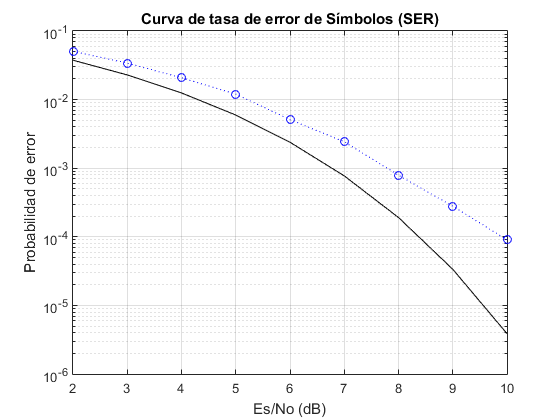 Curva de tasa de error de Símbolos (SER)
Probabilidad de error
10^-1
10^-2
10^-3
10^-4
10^-5
10^-6
2 3 4 5 6 7 8 9 10
Es/No (dB)